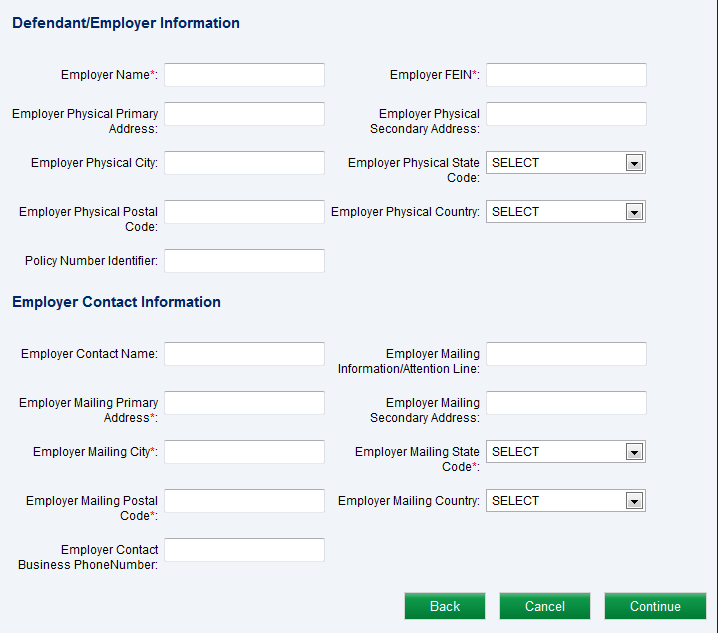 Defendant/Employer Information
Employer Name*:
Employer FEIN*:
Employer Physical Primary
Address:
Employer Physical
Secondary Address:
Employer Physical City:
Employer Physical State
Code:
SELECT
Employer Physical Postal
Code:
Employer Physical Country:
SELECT
Policy Number Identifier:
Employer Contact Information
Employer Contact Name:
Employer Mailing
Information/Attention Line:
Employer Mailing Primary
Address*:
Employer Mailing
Secondary Address:
Employer Mailing City*:
Employer Mailing State
Code*:
SELECT
Employer Mailing Postal
Code*:
Employer Mailing Country:
SELECT
Employer Contact
Business PhoneNumber:
Back
Cancel
Continue